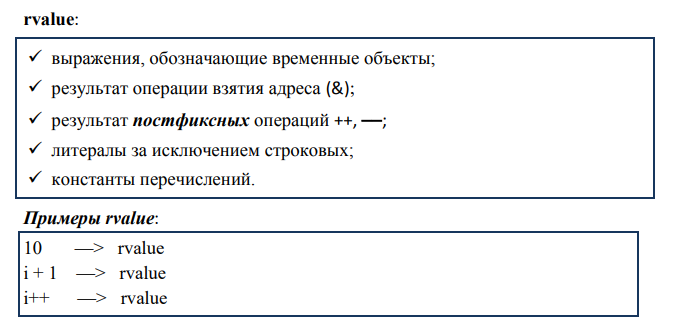 rvalue:
✓ выражения, обозначающие временные объекты;
✓ результат операции взятия адреса (&);
✓ результат постфиксных операций ++, —;
✓ литералы за исключением строковых;
✓ константы перечислений.
Примеры rvalue:
10 —> rvalue
i + 1 —> rvalue
i++ —> rvalue